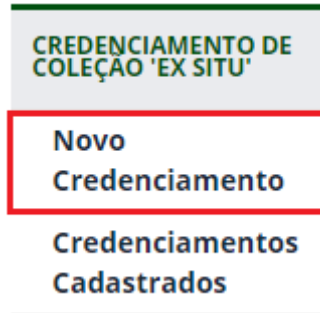 CREDENCIAMENTO DE
COLEÇÃO 'EX SITU'
Novo
Credenciamento
Credenciamentos
Cadastrados